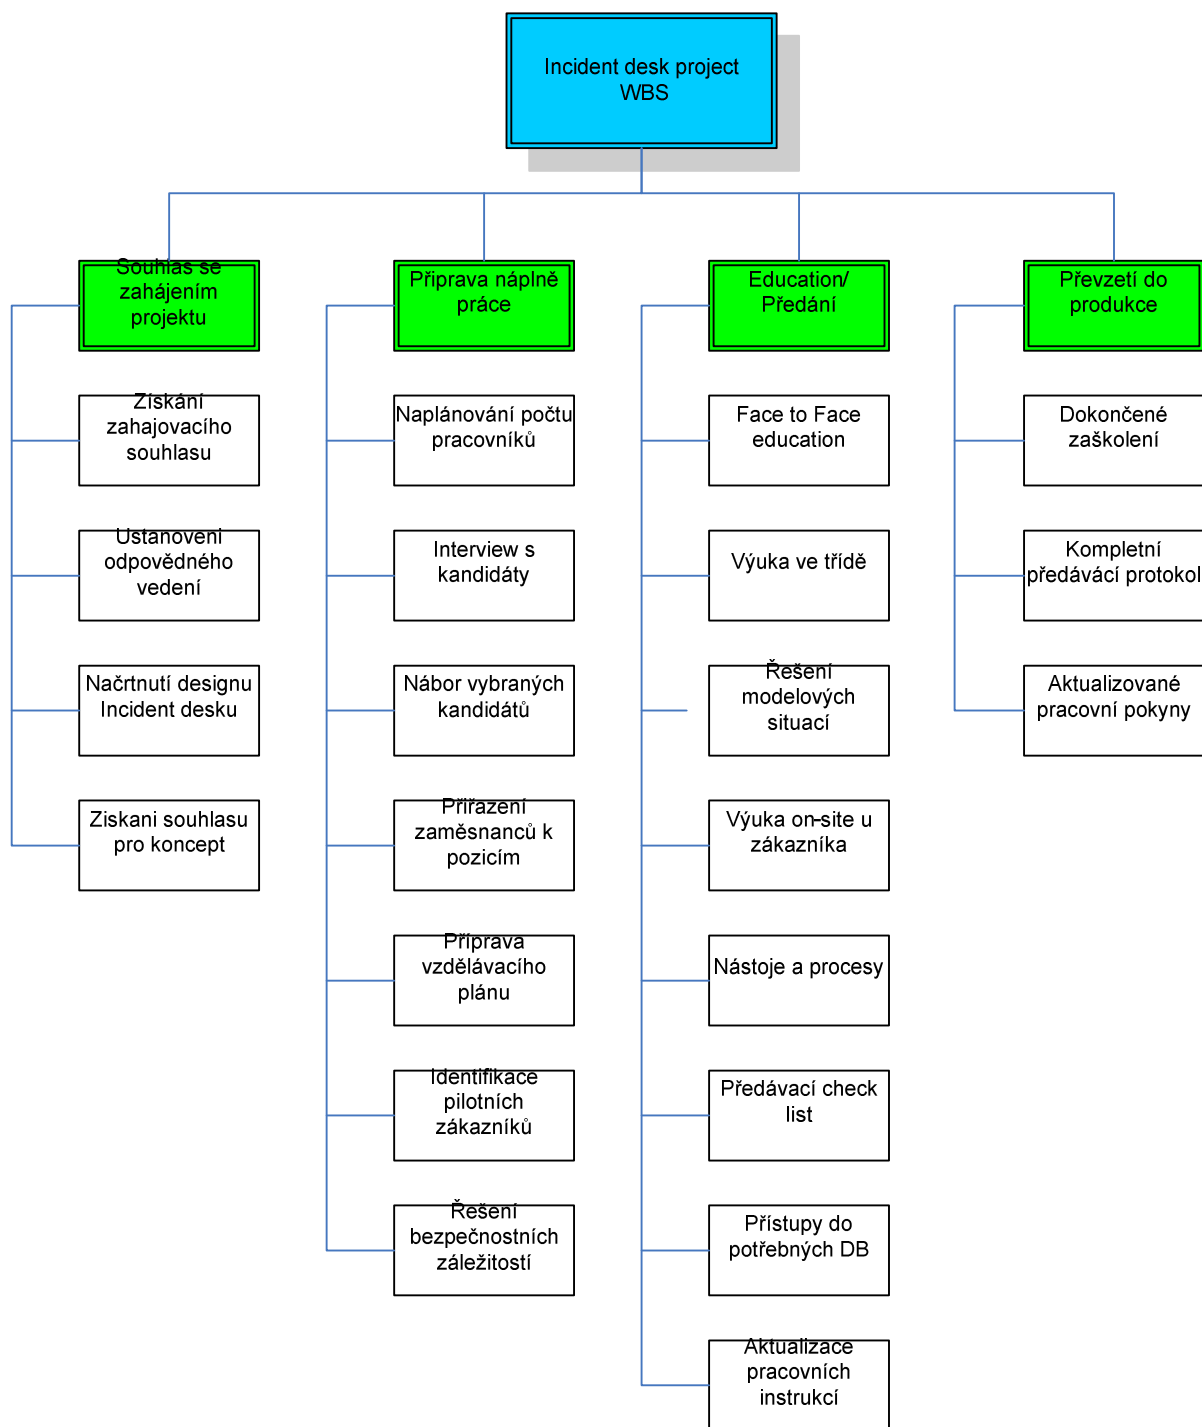 Incident desk project
WBS
Souhlas se
zahájením
projektu
Získání
zahajovacího
souhlasu
Ustanovení
odpovědného
vedení
Načrtnutí designu
Incident desku
Ziskani souhlasu
pro koncept
Připrava náplně
práce
Naplánování počtu
pracovníků
Interview s
kandidáty
Nábor vybraných
kandidátů
Přiřazení
zaměsnanců k
pozicím
Příprava
vzdělávacího
plánu
Identifikace
pilotních
zákazníků
Řešení
bezpečnostních
záležitostí
Education/
Předání
Face to Face
education
Výuka ve třídě
Řešení
modelových
situací
Výuka on-site u
zákazníka
Nástoje a procesy
Předávací check
list
Přístupy do
potřebných DB
Aktualizace
pracovních
instrukcí
Převzetí do
produkce
Dokončené
zaškolení
Kompletní
předávácí protokol
Aktualizované
pracovní pokyny